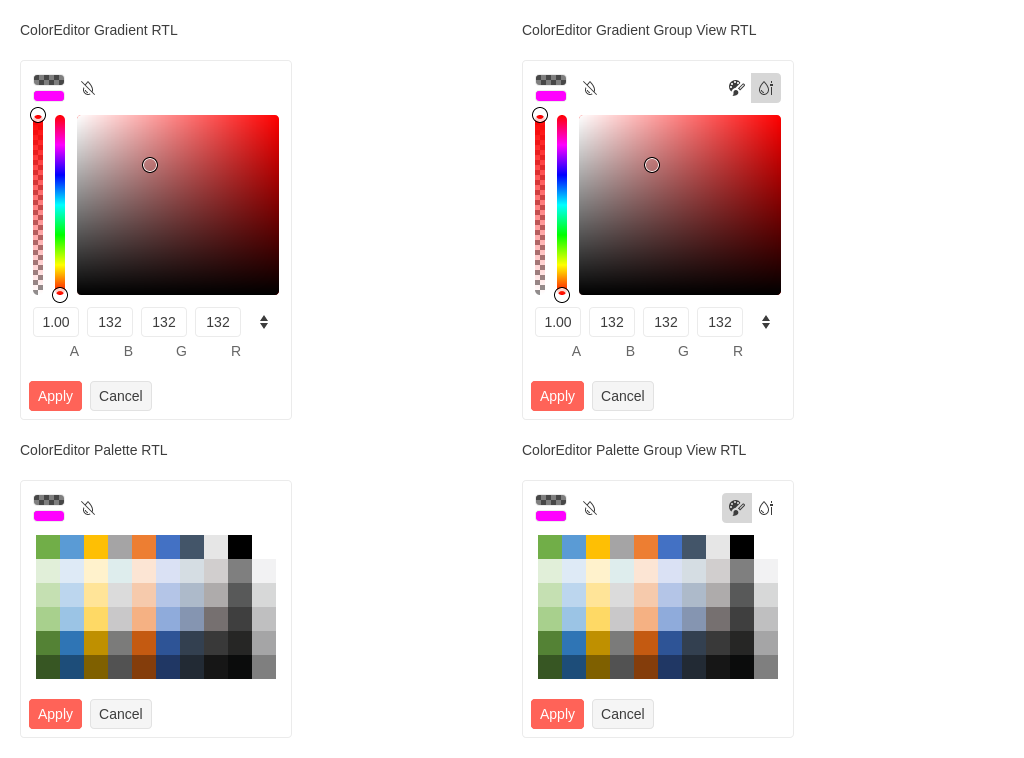 ColorEditor Gradient RTL
1.00 132 132 132
A B G R
Apply Cancel
ColorEditor Gradient Group View RTL
1.00 132 132 132
A B G R
Apply Cancel
ColorEditor Palette RTL
Apply Cancel
ColorEditor Palette Group View RTL
Apply Cancel